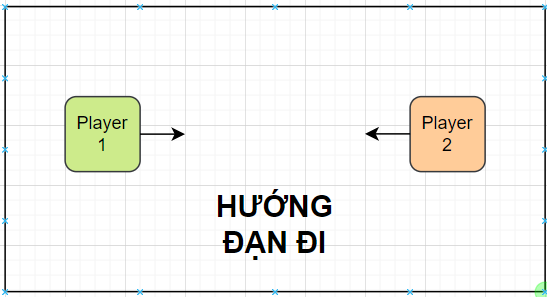 Player
1
Player
2
HƯỚNG
ĐẠN ĐI